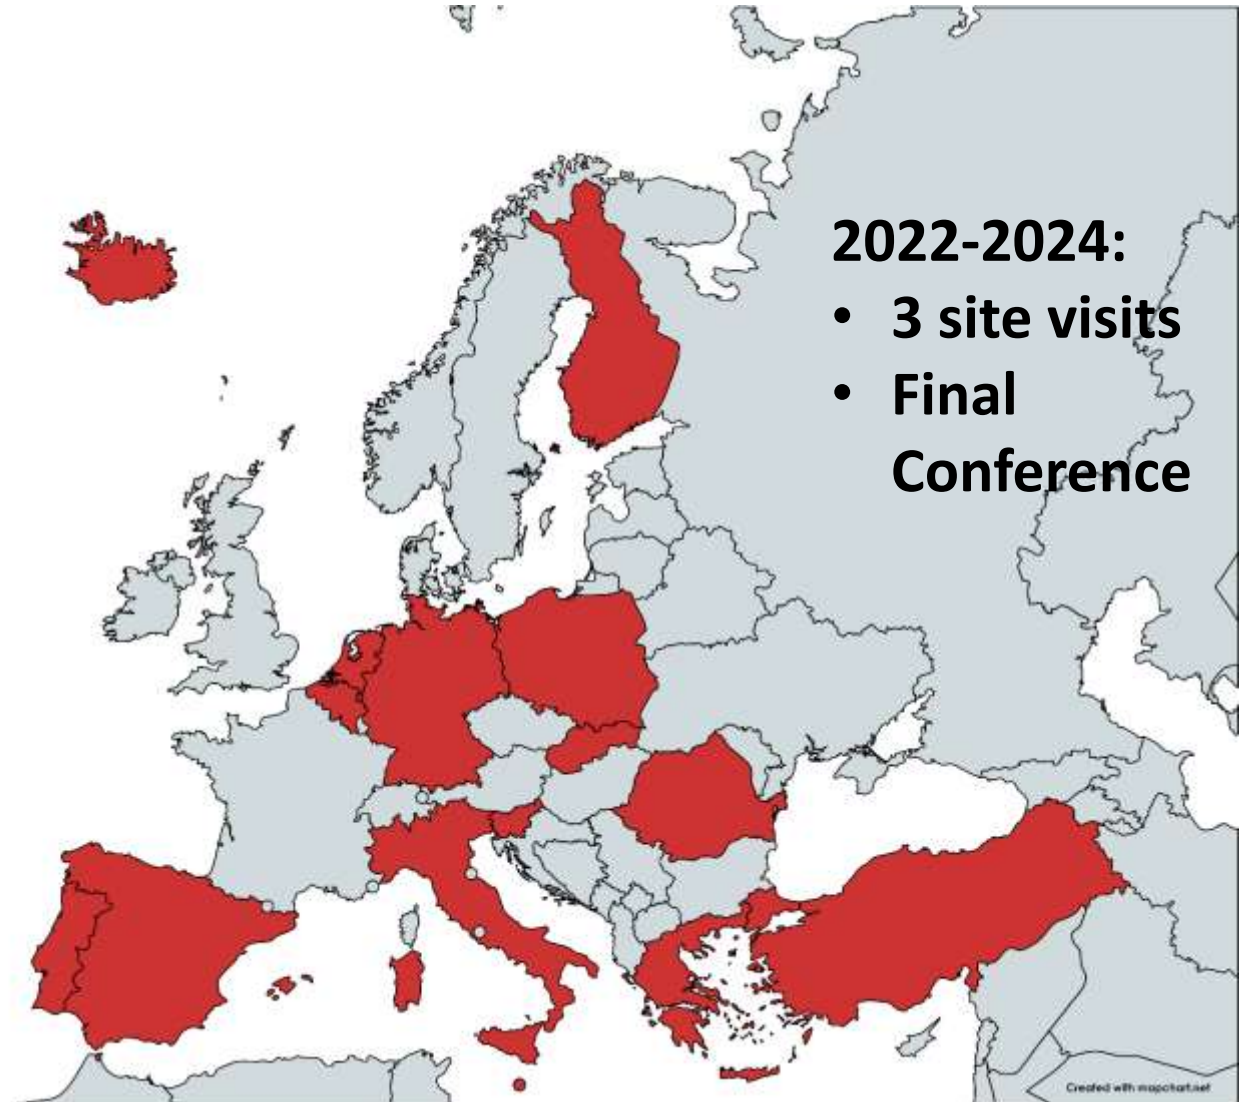 2022-2024:
• 3 site visits
• Final
Conference
Created with mapchart.net